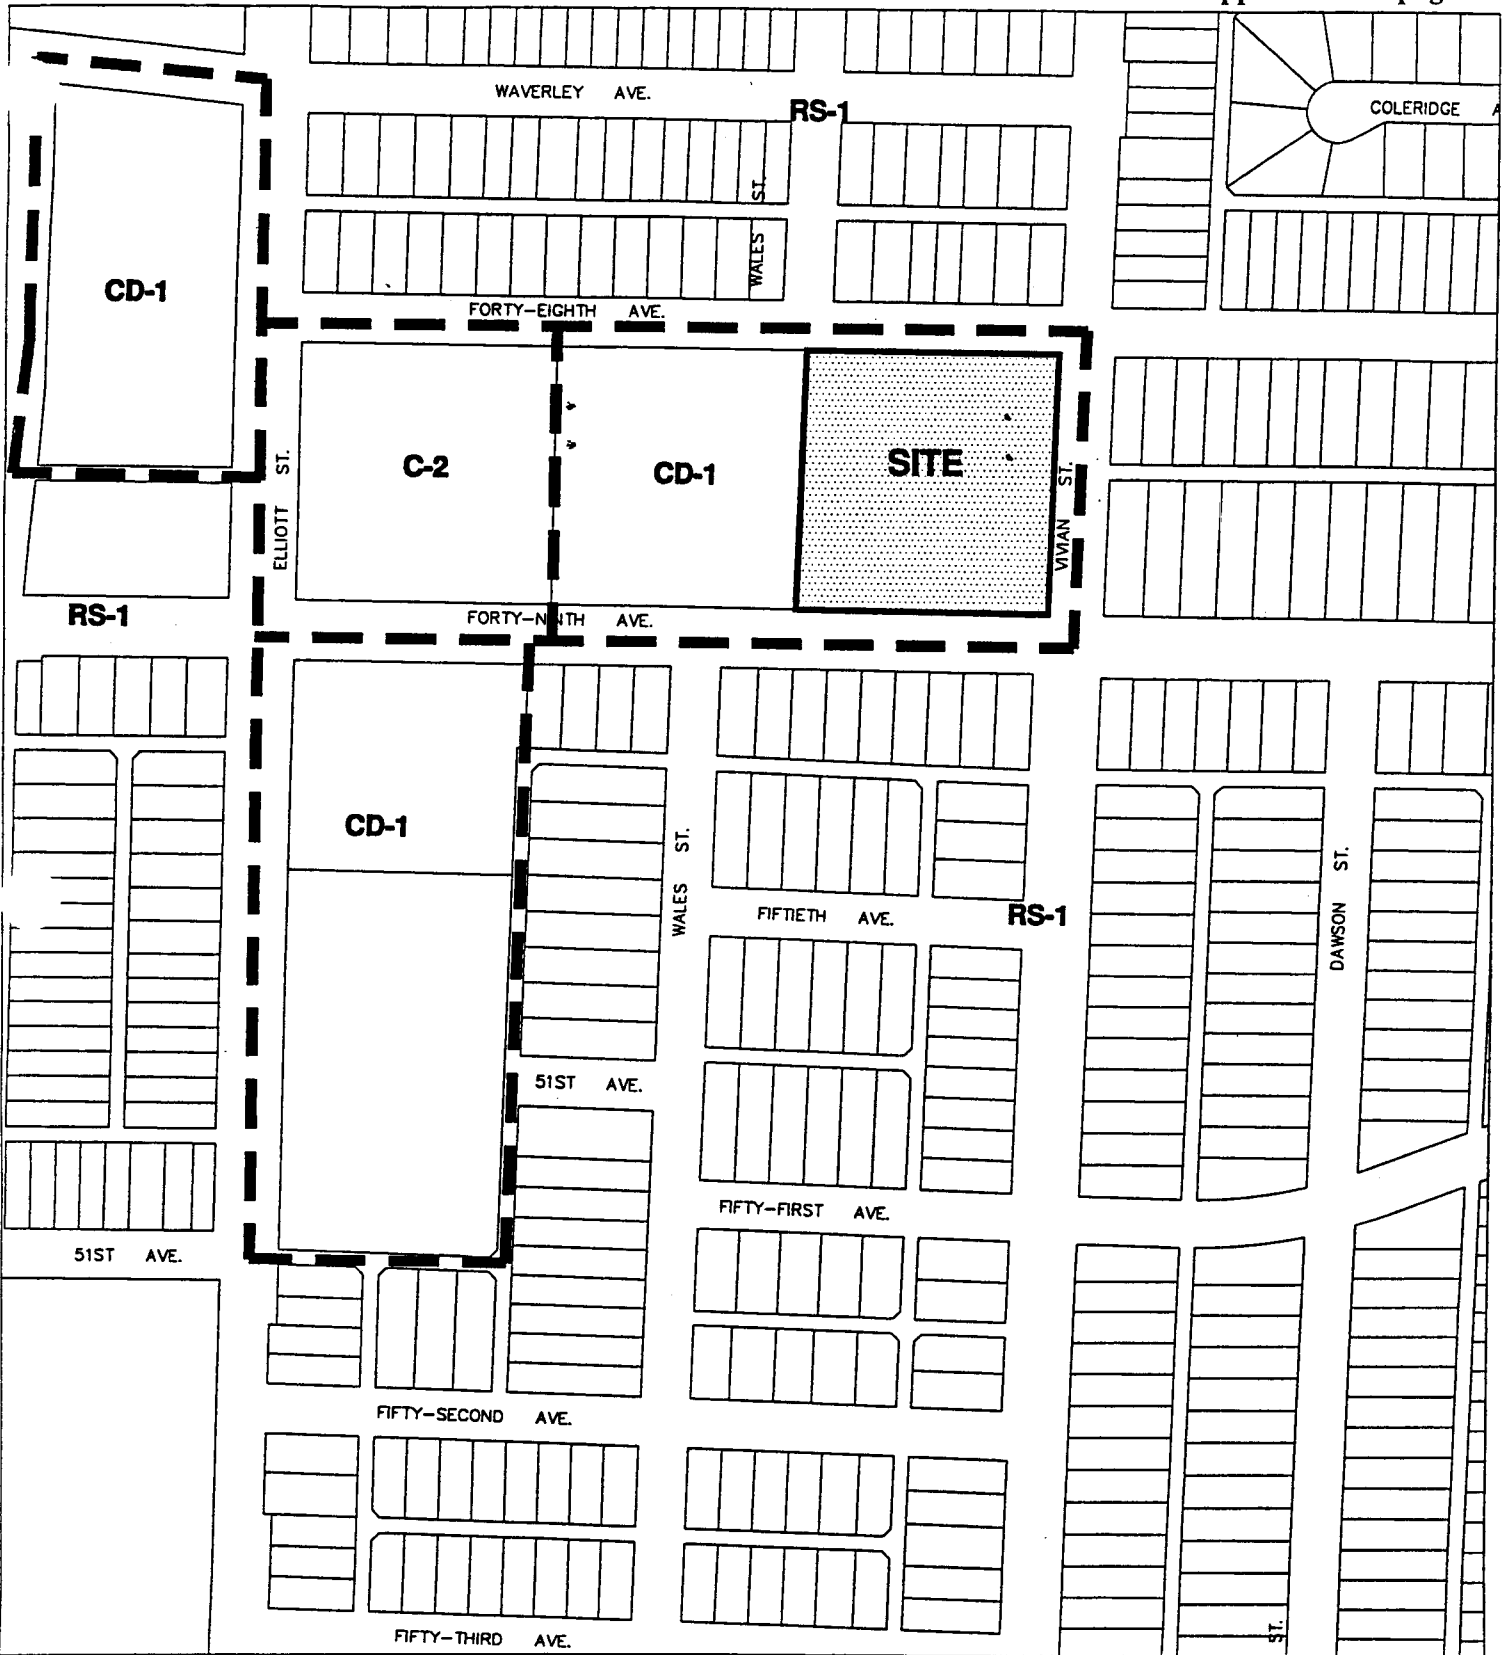 WAVERLEY AVE.
RS-1
COLERIDGE
WALES ST.
CD-1
FORTY-EIGHTH AVE.
ELLIOTT ST.
C-2
CD-1
SITE
VIVIAN ST.
RS-1
FORTY-NINTH AVE.
CD-1
WALES ST.
FIFTIETH AVE.
RS-1
DAWSON ST.
51ST AVE.
FIFTY-FIRST AVE.
51ST AVE.
FIFTY-SECOND AVE.
FIFTY-THIRD AVE.
ST.